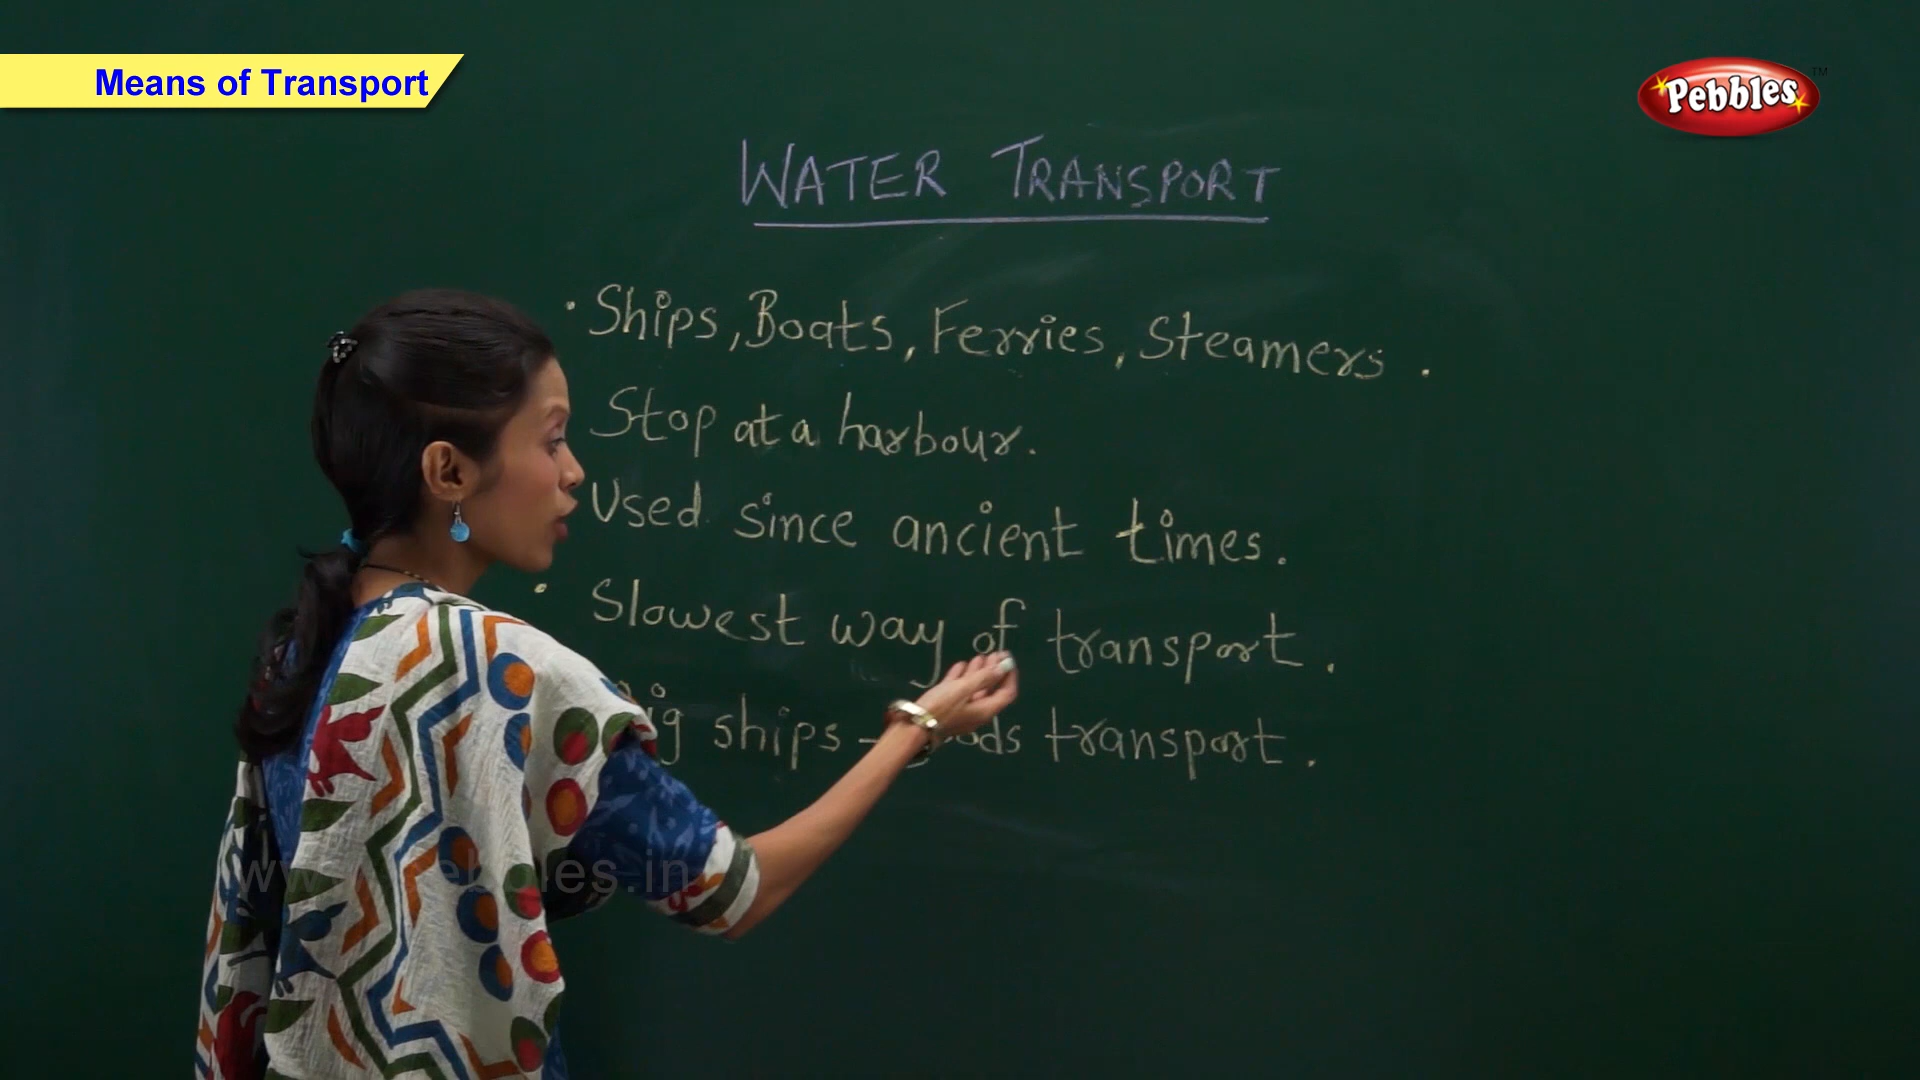 Means of Transport
Pebbles TM
WATER TRANSPORT
· Ships, Boats, Ferries, Steamers .
Stop at a harbour.
Used since ancient times.
· Slowest way of transport.
ships - transport.